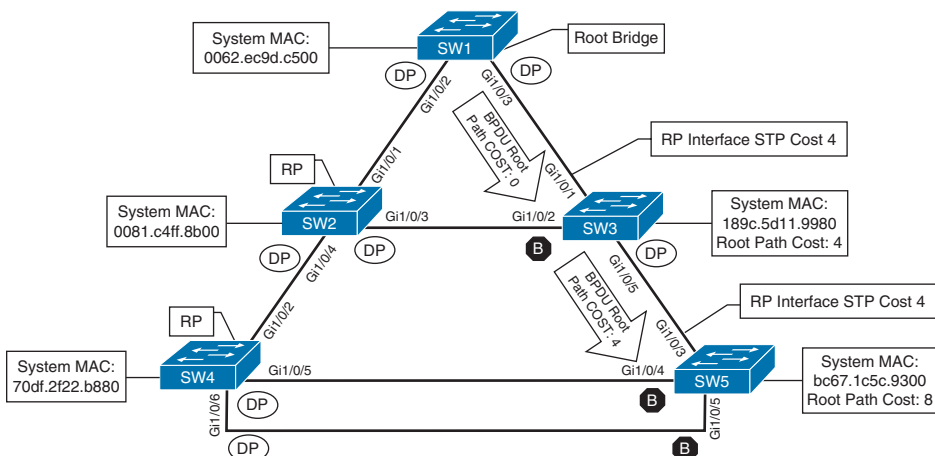 System MAC:
0062.ec9d.c500
SW1
Root Bridge
DP
DP
Gi1/0/2
Gi1/0/3
BPDU Root
Path COST: 0
RP Interface STP Cost 4
RP
Gi1/0/1
Gi1/0/1
System MAC:
0081.c4ff.8b00
SW2
Gi1/0/3
Gi1/0/2
SW3
System MAC:
189c.5d11.9980
Root Path Cost: 4
DP
Gi1/0/4
DP
B
DP
Gi1/0/5
BPDU Root
Path COST: 4
RP Interface STP Cost 4
RP
Gi1/0/2
Gi1/0/3
System MAC:
70df.2f22.b880
SW4
Gi1/0/5
Gi1/0/4
SW5
System MAC:
bc67.1c5c.9300
Root Path Cost: 8
Gi1/0/6
DP
B
Gi1/0/5
DP
B